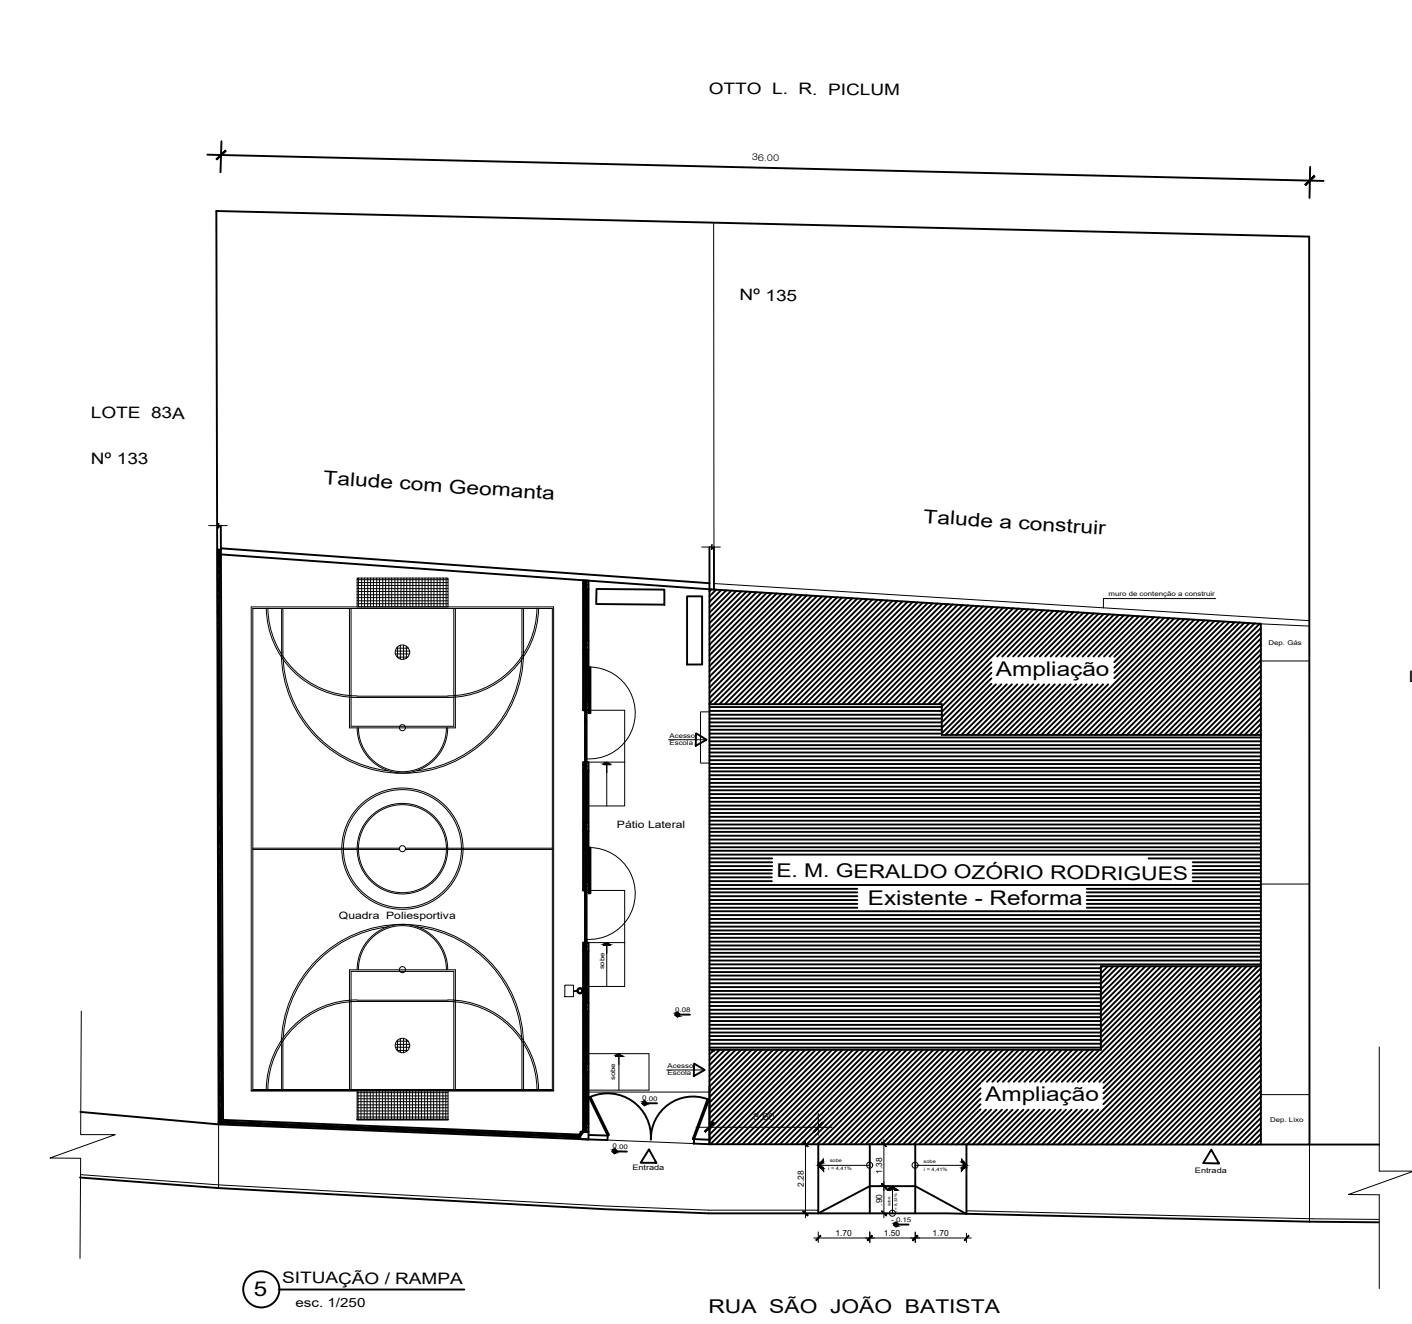 OTTO L. R. PICLUM
36.00
Nº 135
LOTE 83A
Nº 133
Talude com Geomanta
Talude a construir
muro de contenção a construir
Dep. Gás
Ampliação
Acesso
Escola
Pátio Lateral
E. M. GERALDO OZÓRIO RODRIGUES
Existente - Reforma
Quadra Poliesportiva
sobe
0.08
sobe
Acesso
Escola
0.00
Ampliação
Dep. Lixo
0.00
Entrada
sobe
i = 4,41%
1.38
sobe
i = 4,41%
Entrada
2.28
90
sobe
0.15
1.70
1.50
1.70
5
SITUAÇÃO / RAMPA
esc. 1/250
RUA SÃO JOÃO BATISTA